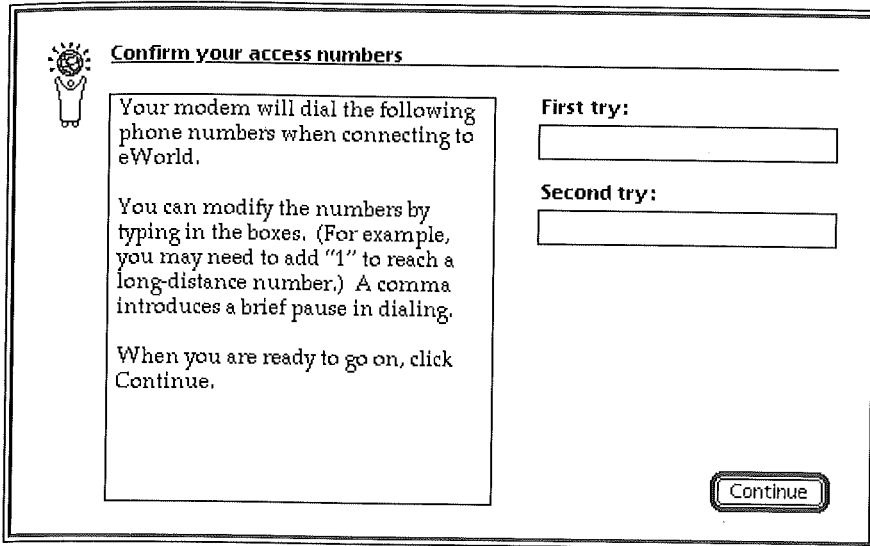 Confirm your access numbers
Your modem will dial the following
phone numbers when connecting to
eWorld.
You can modify the numbers by
typing in the boxes. (For example,
you may need to add "1" to reach a
long-distance number.) A comma
introduces a brief pause in dialing.
When you are ready to go on, click
Continue.
First try:
Second try:
Continue